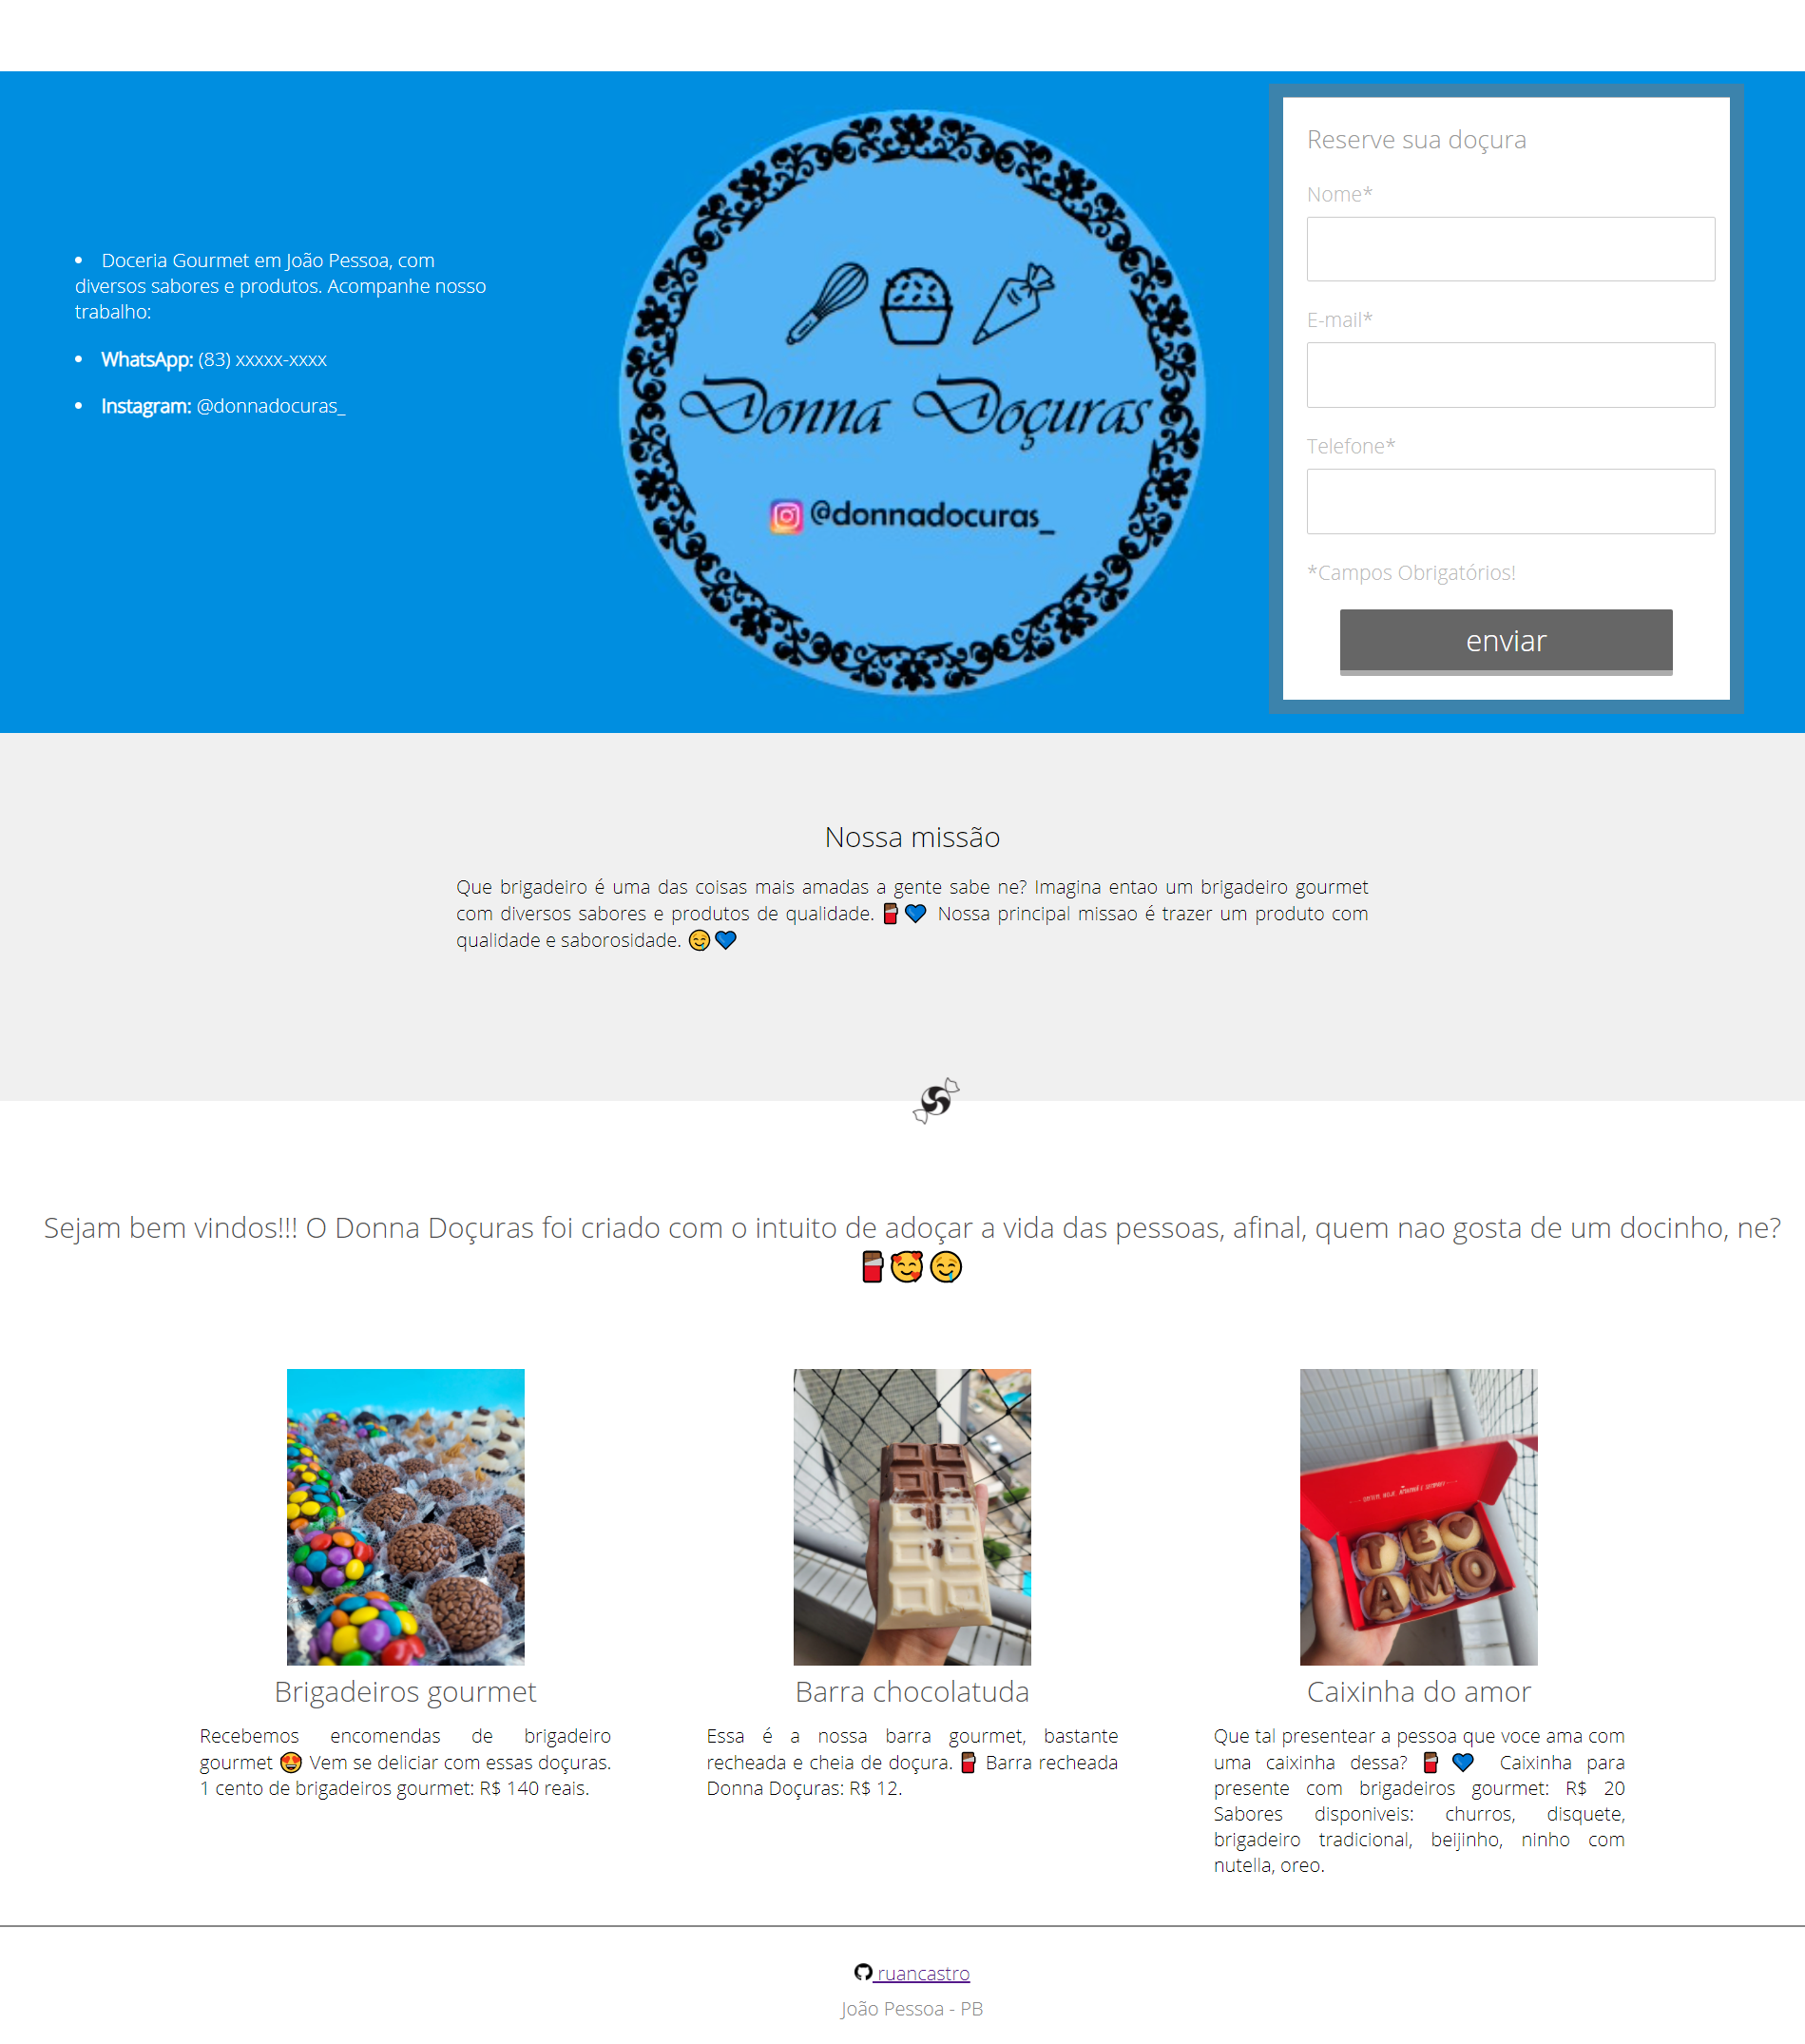 Doceria Gourmet em João Pessoa, com
diversos sabores e produtos. Acompanhe nosso
trabalho:
WhatsApp: (83) xxxxx-xxxx
Instagram: @donnadocuras_
Donna Doçuras
@donnadocuras_
Reserve sua doçura
Nome*
E-mail*
Telefone*
*Campos Obrigatórios!
enviar
Nossa missão
Que brigadeiro é uma das coisas mais amadas a gente sabe ne? Imagina entao um brigadeiro gourmet
com diversos sabores e produtos de qualidade. 🍫💙 Nossa principal missao é trazer um produto com
qualidade e saborosidade. 🤤💙
Sejam bem vindos!!! O Donna Doçuras foi criado com o intuito de adoçar a vida das pessoas, afinal, quem nao gosta de um docinho, ne?
🍫🥰🤤
TE
AMO
Brigadeiros gourmet
Recebemos encomendas de brigadeiro
gourmet 😍 Vem se deliciar com essas doçuras.
1 cento de brigadeiros gourmet: R$ 140 reais.
Barra chocolatuda
Essa é a nossa barra gourmet, bastante
recheada e cheia de doçura. 🍫 Barra recheada
Donna Doçuras: R$ 12.
Caixinha do amor
Que tal presentear a pessoa que voce ama com
uma caixinha dessa? 🍫💙 Caixinha para
presente com brigadeiros gourmet: R$ 20
Sabores disponiveis: churros, disquete,
brigadeiro tradicional, beijinho, ninho com
nutella, oreo.
ruancastro
João Pessoa - PB